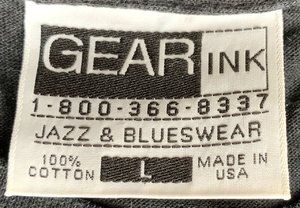 GEAR INK
1-800-366-8337
JAZZ & BLUESWEAR
100% COTTON L MADE IN USA